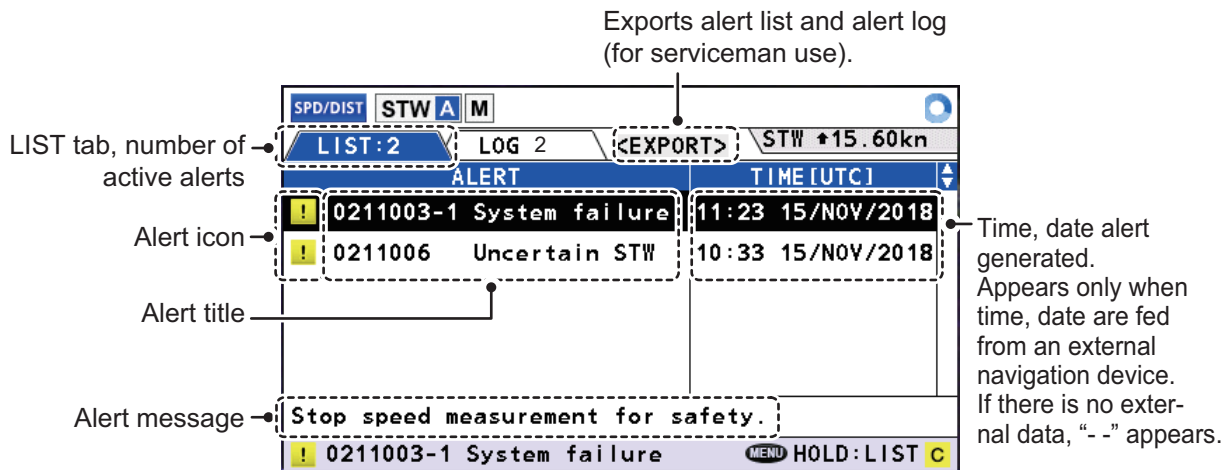 Exports alert list and alert log
(for serviceman use).
SPD/DIST STW A M
LIST tab, number of
active alerts
LIST:2 LOG 2 <EXPORT> STW ⬆15.60kn
ALERT TIME[UTC]
! 0211003-1 System failure 11:23 15/NOV/2018
Alert icon
! 0211006 Uncertain STW 10:33 15/NOV/2018
Alert title
Time, date alert
generated.
Appears only when
time, date are fed
from an external
navigation device.
If there is no exter-
nal data, “- -” appears.
Alert message
Stop speed measurement for safety.
! 0211003-1 System failure MENU HOLD:LIST C